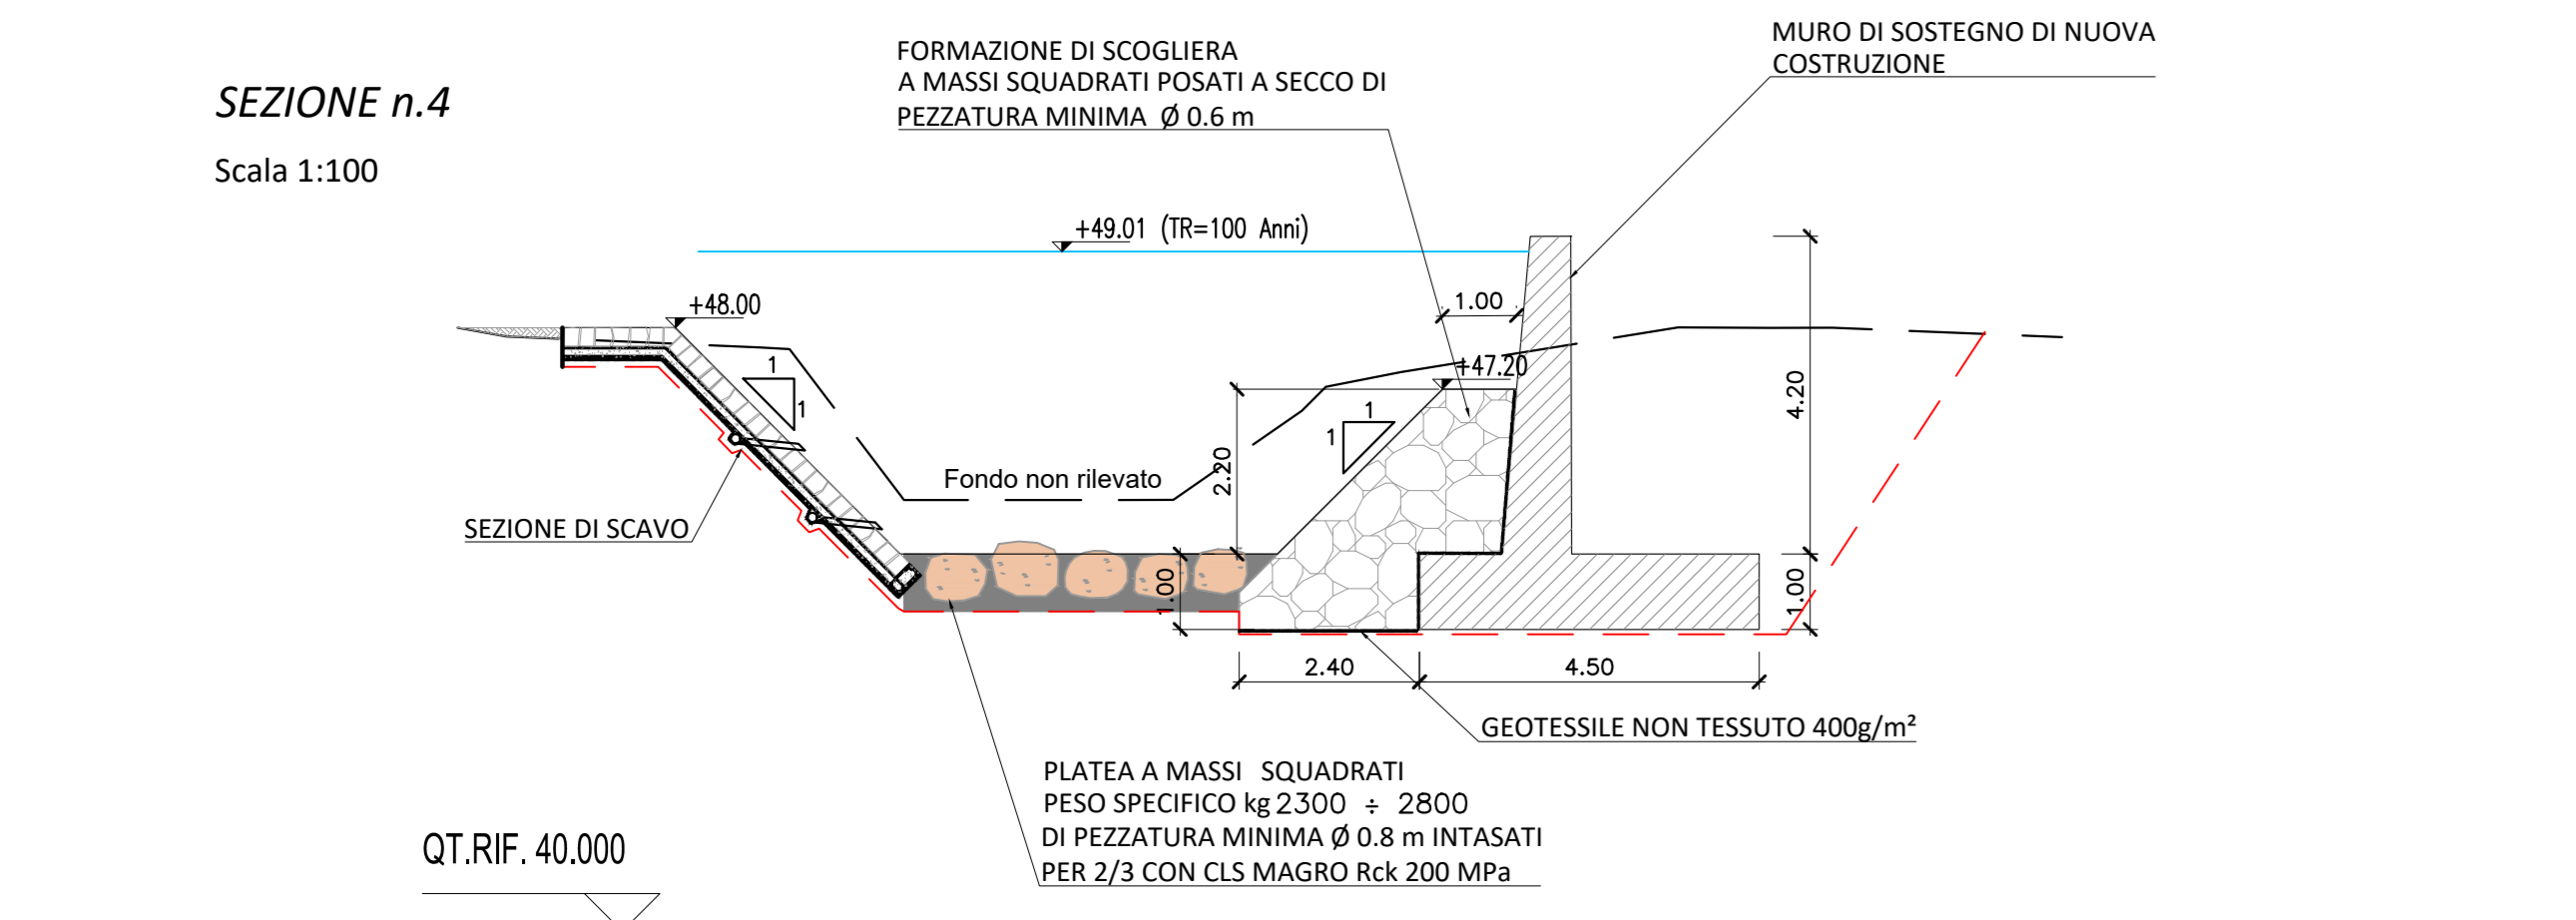 SEZIONE n.4
Scala 1:100
FORMAZIONE DI SCOGLIERA
A MASSI SQUADRATI POSATI A SECCO DI
PEZZATURA MINIMA Ø 0.6 m
MURO DI SOSTEGNO DI NUOVA
COSTRUZIONE
+49.01 (TR=100 Anni)
+48.00
1.00
+47.20
1
1
1
1
4.20
2.20
Fondo non rilevato
SEZIONE DI SCAVO
1.00
1.00
2.40
4.50
GEOTESSILE NON TESSUTO 400g/m²
PLATEA A MASSI SQUADRATI
PESO SPECIFICO kg 2300 ÷ 2800
DI PEZZATURA MINIMA Ø 0.8 m INTASATI
PER 2/3 CON CLS MAGRO Rck 200 MPa
QT.RIF. 40.000